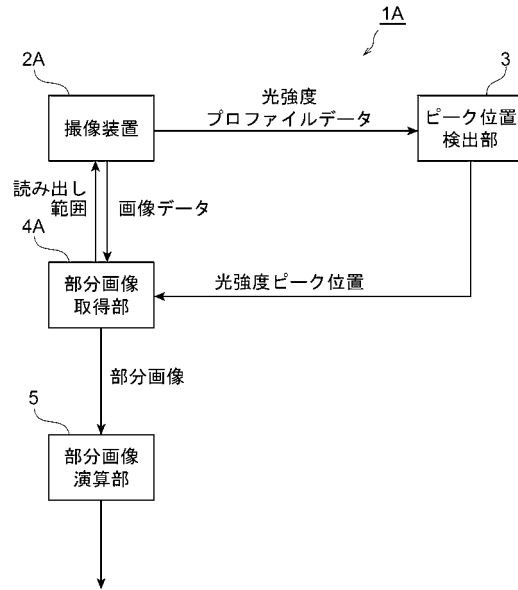 1A
2A
3
撮像装置
光強度
プロファイルデータ
ピーク位置
検出部
読み出し
範囲
画像データ
4A
部分画像
取得部
光強度ピーク位置
部分画像
5
部分画像
演算部